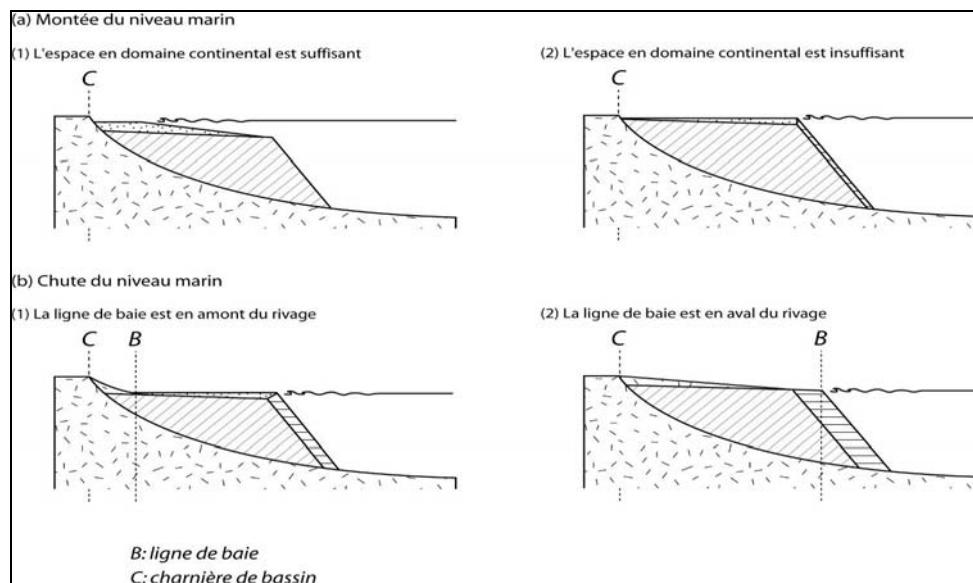 (a) Montée du niveau marin
(1) L'espace en domaine continental est suffisant
(2) L'espace en domaine continental est insuffisant
C
C
(b) Chute du niveau marin
(1) La ligne de baie est en amont du rivage
(2) La ligne de baie est en aval du rivage
C B
C B
B: ligne de baie
C: charnière de bassin